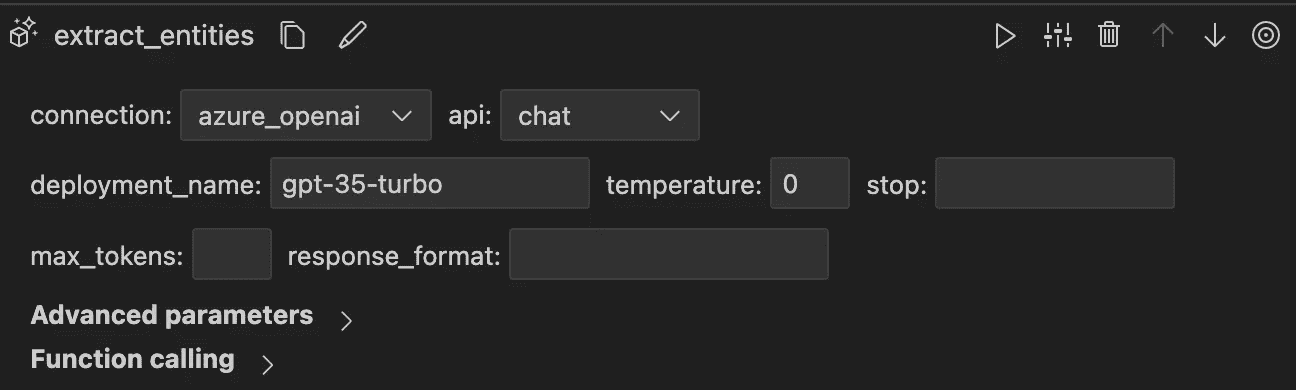 extract_entities
connection: azure_openai api: chat
deployment_name: gpt-35-turbo temperature: 0 stop:
max_tokens: response_format:
Advanced parameters
Function calling